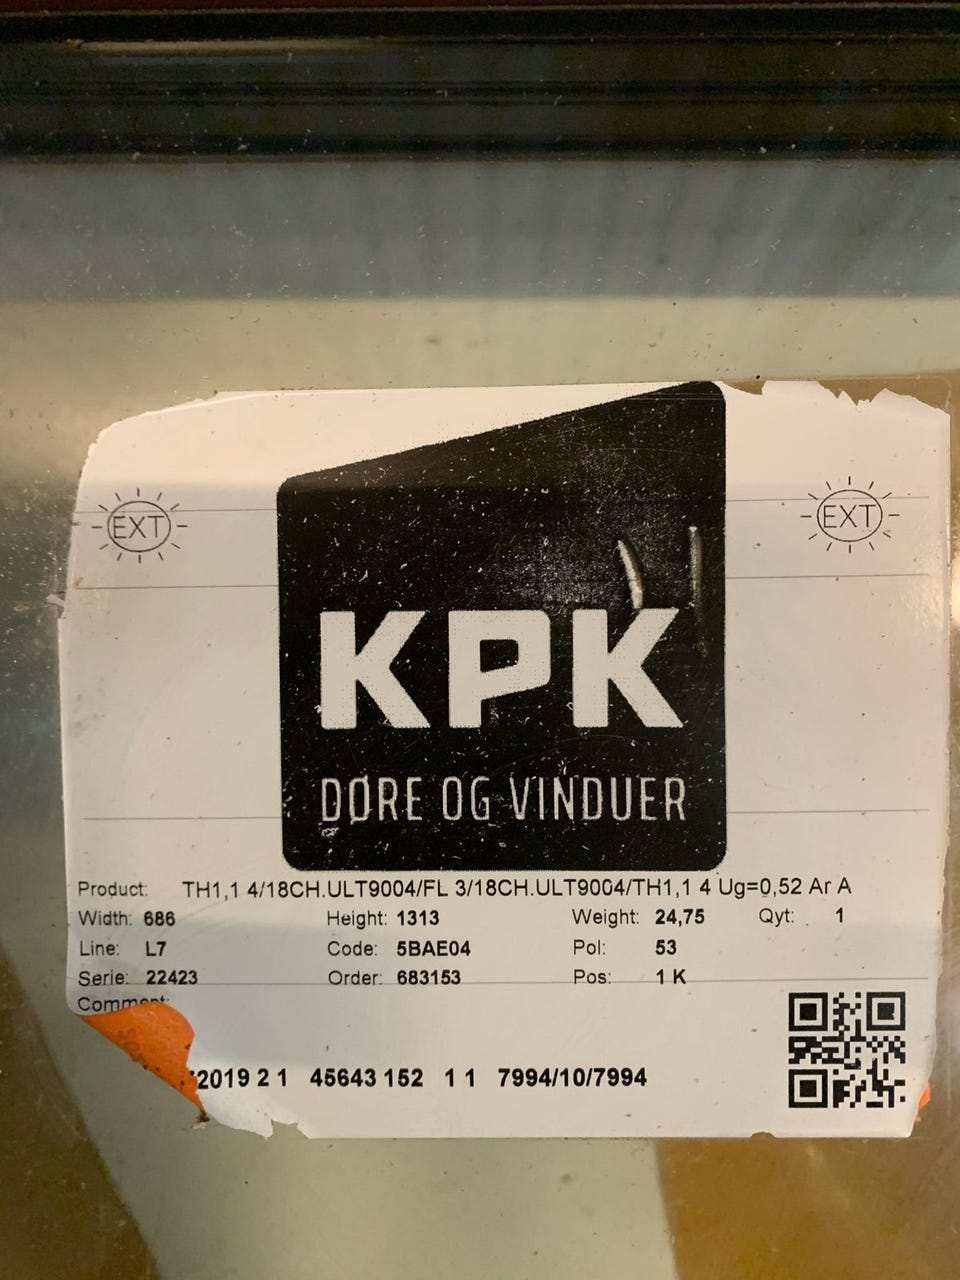 EXT
EXT
KPK
DØRE OG VINDUER
Product: TH1,1 4/18CH.ULT9004/FL 3/18CH.ULT9004/TH1,1 4 Ug=0,52 Ar A
Width: 686 Height: 1313 Weight: 24,75 Qyt: 1
Line: L7 Code: 5BAE04 Pol: 53
Serie: 22423 Order: 683153 Pos: 1 K
Comment:
2019 2 1 45643 152 1 1 7994/10/7994